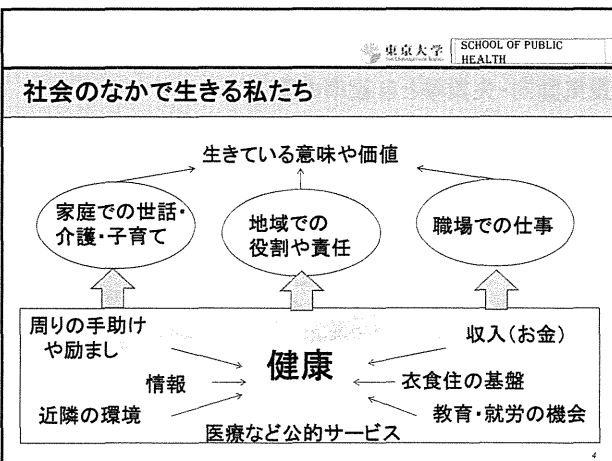 東京大学
SCHOOL OF PUBLIC
HEALTH
社会のなかで生きる私たち
生きている意味や価値
家庭での世話・
介護・子育て
地域での
役割や責任
職場での仕事
周りの手助け
や励まし
収入(お金)
健康
情報
衣食住の基盤
近隣の環境
教育・就労の機会
医療など公的サービス
4